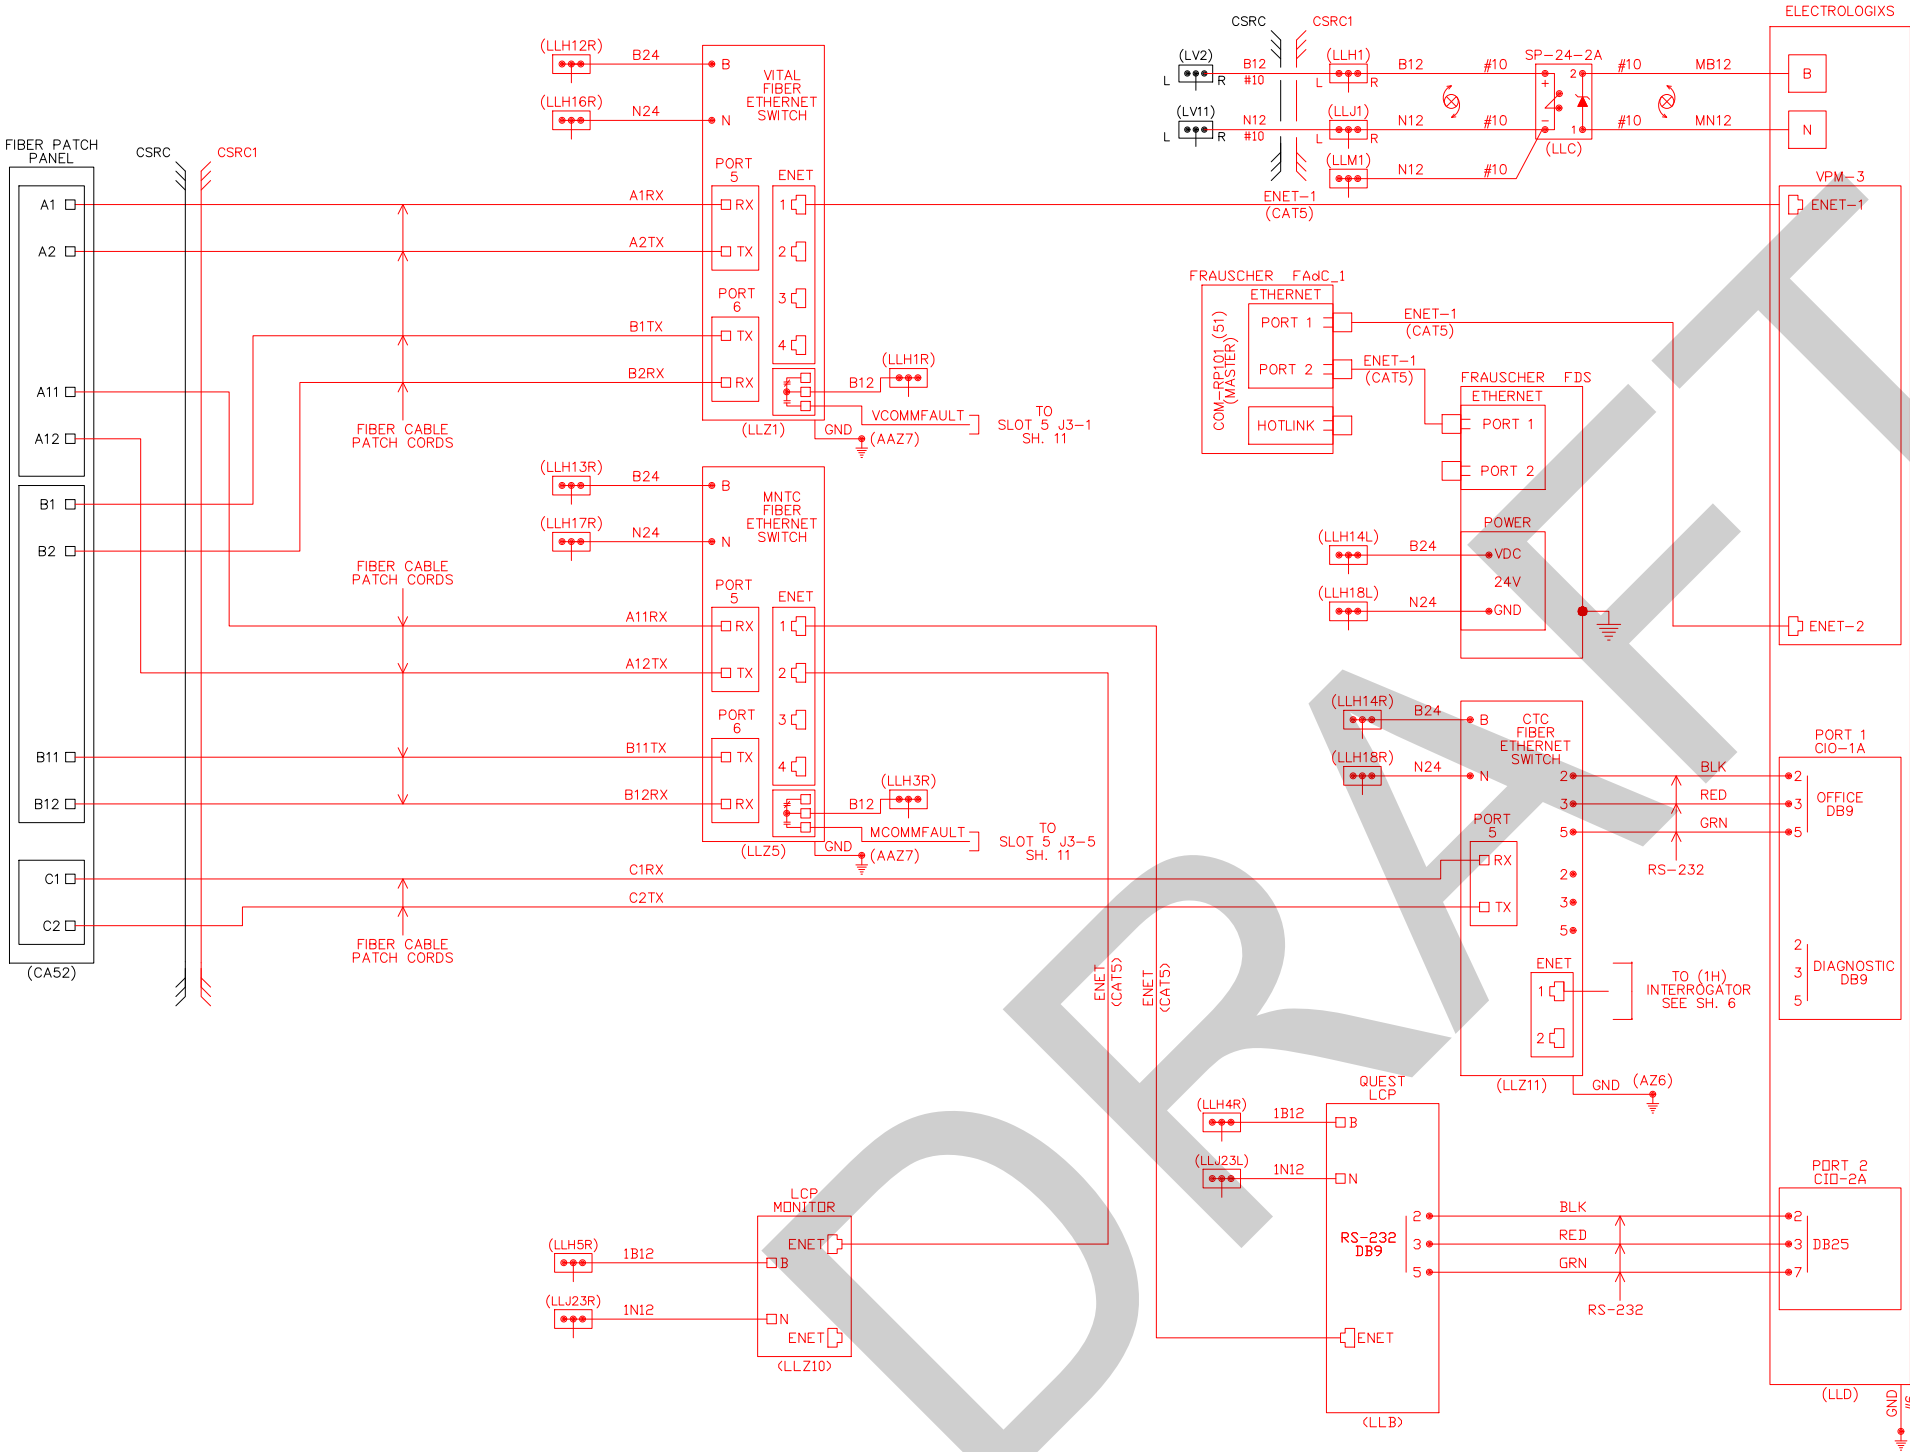 FIBER PATCH
PANEL
A1
A2
A11
A12
B1
B2
B11
B12
C1
C2
(CA52)
CSRC
CSRC1
A1RX
A2TX
B1TX
B2RX
FIBER CABLE
PATCH CORDS
FIBER CABLE
PATCH CORDS
A11RX
A12TX
B11TX
B12RX
C1RX
C2TX
FIBER CABLE
PATCH CORDS
(LLH12R)
B24
(LLH16R)
N24
B
N
VITAL
FIBER
ETHERNET
SWITCH
PORT
5
RX
TX
PORT
6
TX
RX
ENET
1
2
3
4
(LLH1R)
B12
VCOMMFAULT
TO
SLOT 5 J3-1
SH. 11
(LLZ1)
GND
(AAZ7)
(LLH13R)
B24
(LLH17R)
N24
B
N
MNTC
FIBER
ETHERNET
SWITCH
PORT
5
RX
TX
PORT
6
TX
RX
ENET
1
2
3
4
(LLH3R)
B12
MCOMMFAULT
TO
SLOT 5 J3-5
SH. 11
(LLZ5)
GND
(AAZ7)
ENET
(CAT5)
ENET
(CAT5)
LCP
MONITOR
ENET
B
N
ENET
(LLZ10)
(LLH5R)
1B12
(LLJ23R)
1N12
CSRC
CSRC1
(LV2)
L
R
B12
#10
(LLH1)
L
R
B12
#10
SP-24-2A
+
2
-
1
(LLC)
#10
MB12
(LV11)
L
R
N12
#10
(LLJ1)
L
R
N12
#10
#10
MN12
(LLM1)
N12
#10
ENET-1
(CAT5)
ELECTROLOGIXS
B
N
VPM-3
ENET-1
ENET-2
FRAUSCHER FAdC_1
COM-RP101 (51)
(MASTER)
ETHERNET
PORT 1
PORT 2
HOTLINK
ENET-1
(CAT5)
ENET-1
(CAT5)
FRAUSCHER FDS
ETHERNET
PORT 1
PORT 2
POWER
VDC
24V
GND
(LLH14L)
B24
(LLH18L)
N24
(LLH14R)
B24
(LLH18R)
N24
B
N
CTC
FIBER
ETHERNET
SWITCH
2
3
5
PORT
5
RX
TX
2
3
5
ENET
1
2
(LLZ11)
GND
(AZ6)
TO (1H)
INTERROGATOR
SEE SH. 6
BLK
RED
GRN
RS-232
PORT 1
CIO-1A
2
3
5
OFFICE
DB9
2
3
5
DIAGNOSTIC
DB9
QUEST
LCP
(LLH4R)
1B12
(LLJ23L)
1N12
B
N
RS-232
DB9
2
3
5
ENET
(LLB)
BLK
RED
GRN
RS-232
PORT 2
CIO-2A
2
3
7
DB25
(LLD)
GND
#6
DRAFT